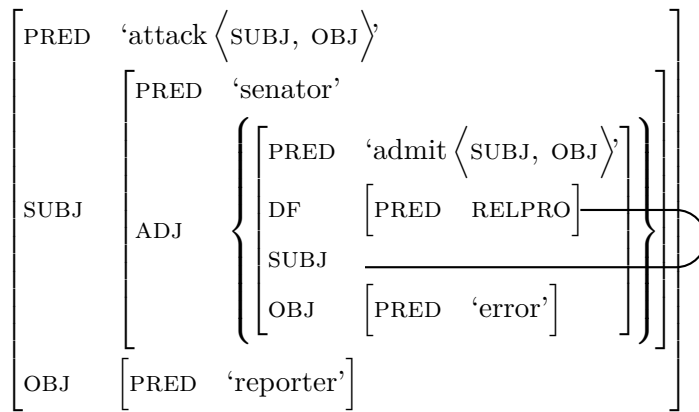 PRED ‘attack⟨SUBJ, OBJ⟩’
PRED ‘senator’
PRED ‘admit⟨SUBJ, OBJ⟩’
DF [PRED RELPRO]
SUBJ ADJ
SUBJ
OBJ [PRED ‘error’]
OBJ [PRED ‘reporter’]